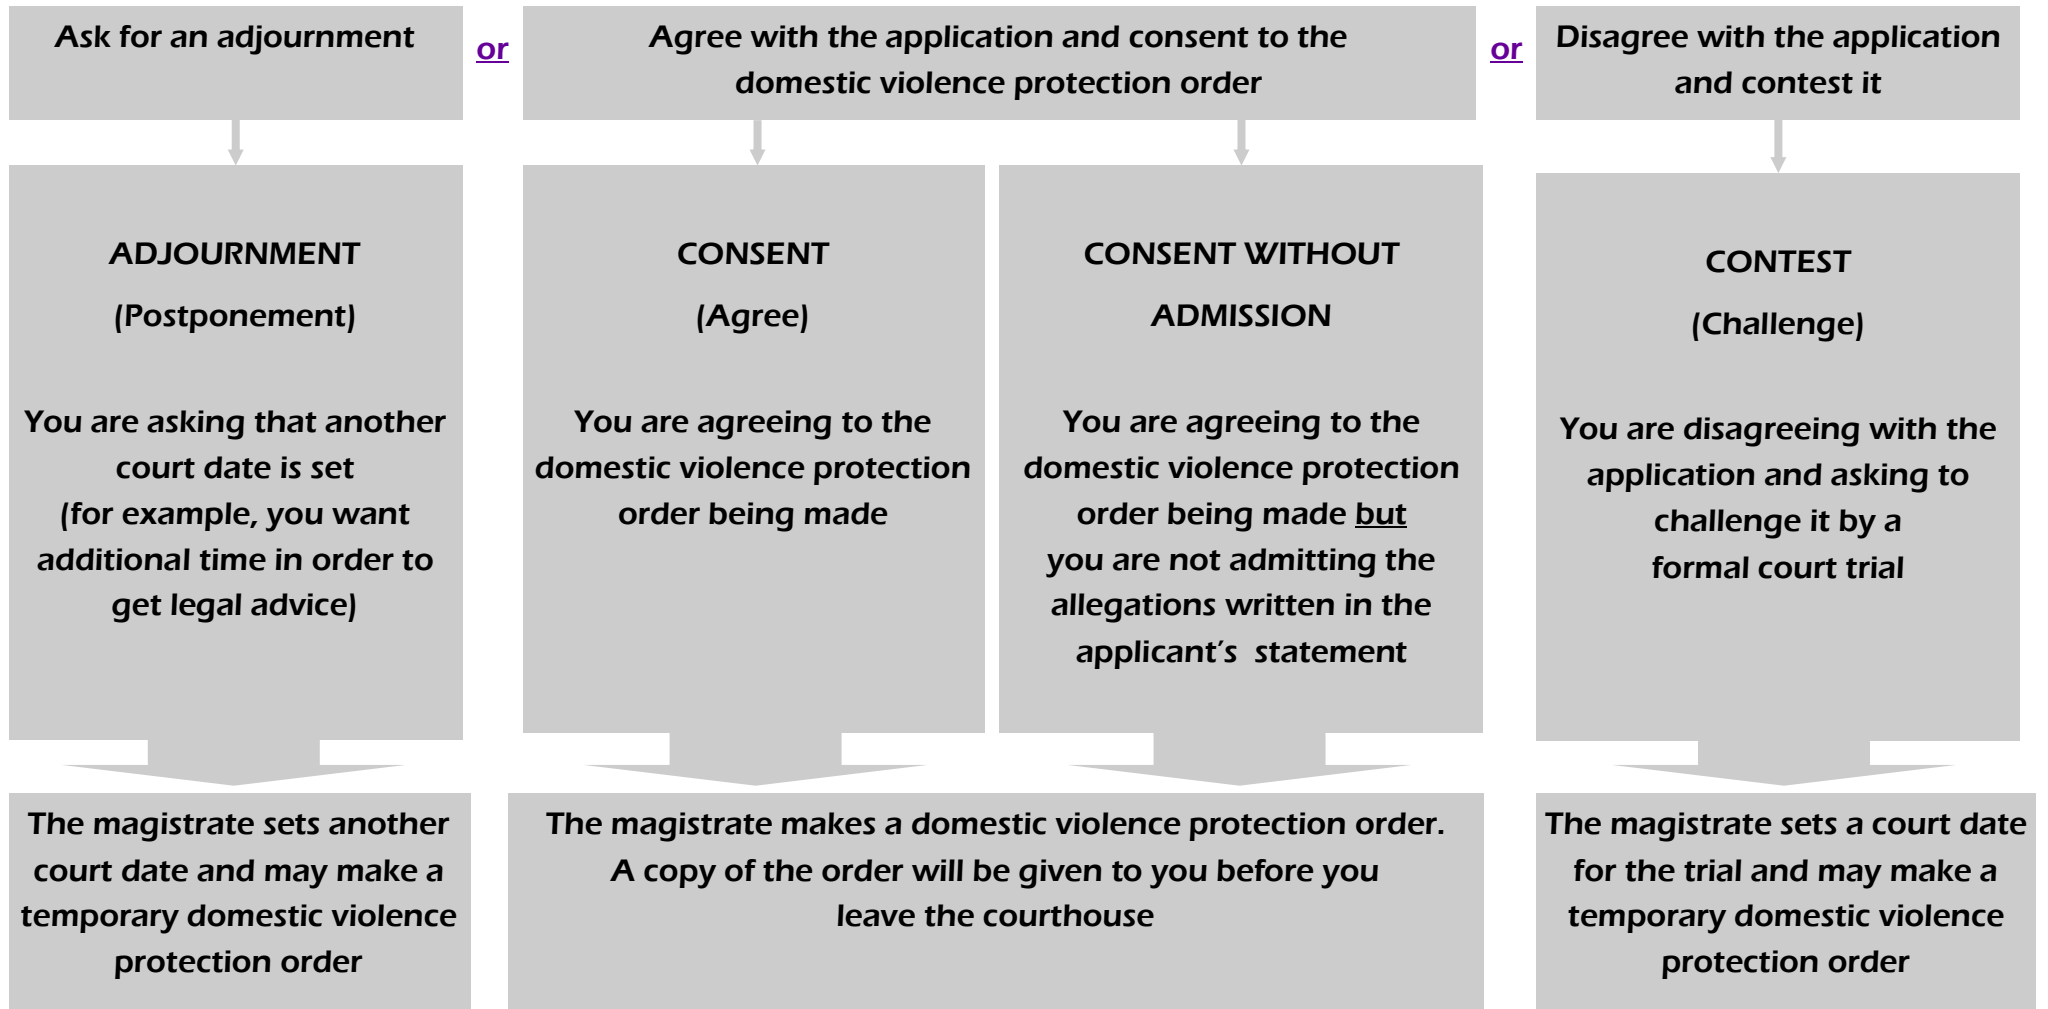 Ask for an adjournment
or
Agree with the application and consent to the
domestic violence protection order
or
Disagree with the application
and contest it
ADJOURNMENT
(Postponement)
You are asking that another
court date is set
(for example, you want
additional time in order to
get legal advice)
CONSENT
(Agree)
You are agreeing to the
domestic violence protection
order being made
CONSENT WITHOUT
ADMISSION
You are agreeing to the
domestic violence protection
order being made but
you are not admitting the
allegations written in the
applicant’s statement
CONTEST
(Challenge)
You are disagreeing with the
application and asking to
challenge it by a
formal court trial
The magistrate sets another
court date and may make a
temporary domestic violence
protection order
The magistrate makes a domestic violence protection order.
A copy of the order will be given to you before you
leave the courthouse
The magistrate sets a court date
for the trial and may make a
temporary domestic violence
protection order